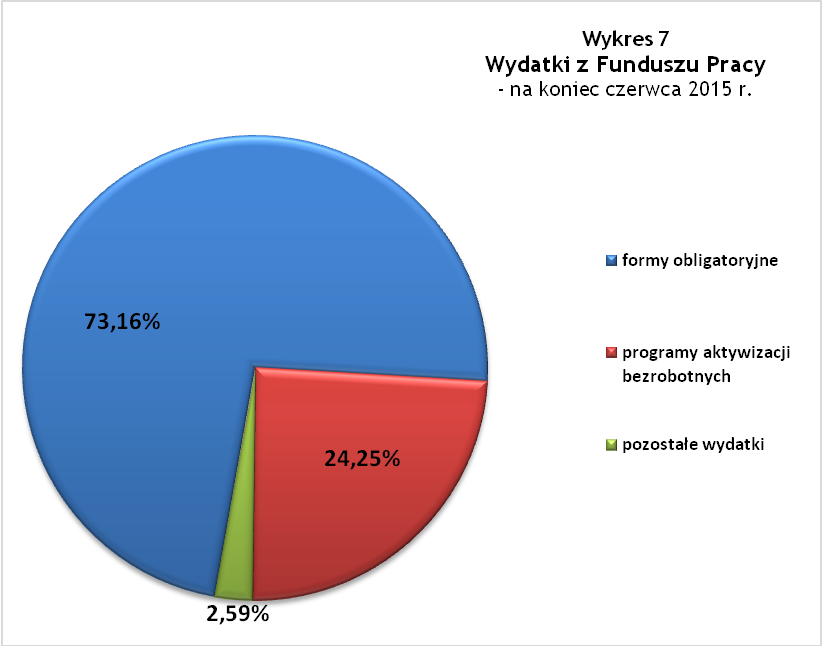 Wykres 7
Wydatki z Funduszu Pracy
- na koniec czerwca 2015 r.
formy obligatoryjne
73,16%
programy aktywizacji
bezrobotnych
24,25%
pozostałe wydatki
2,59%